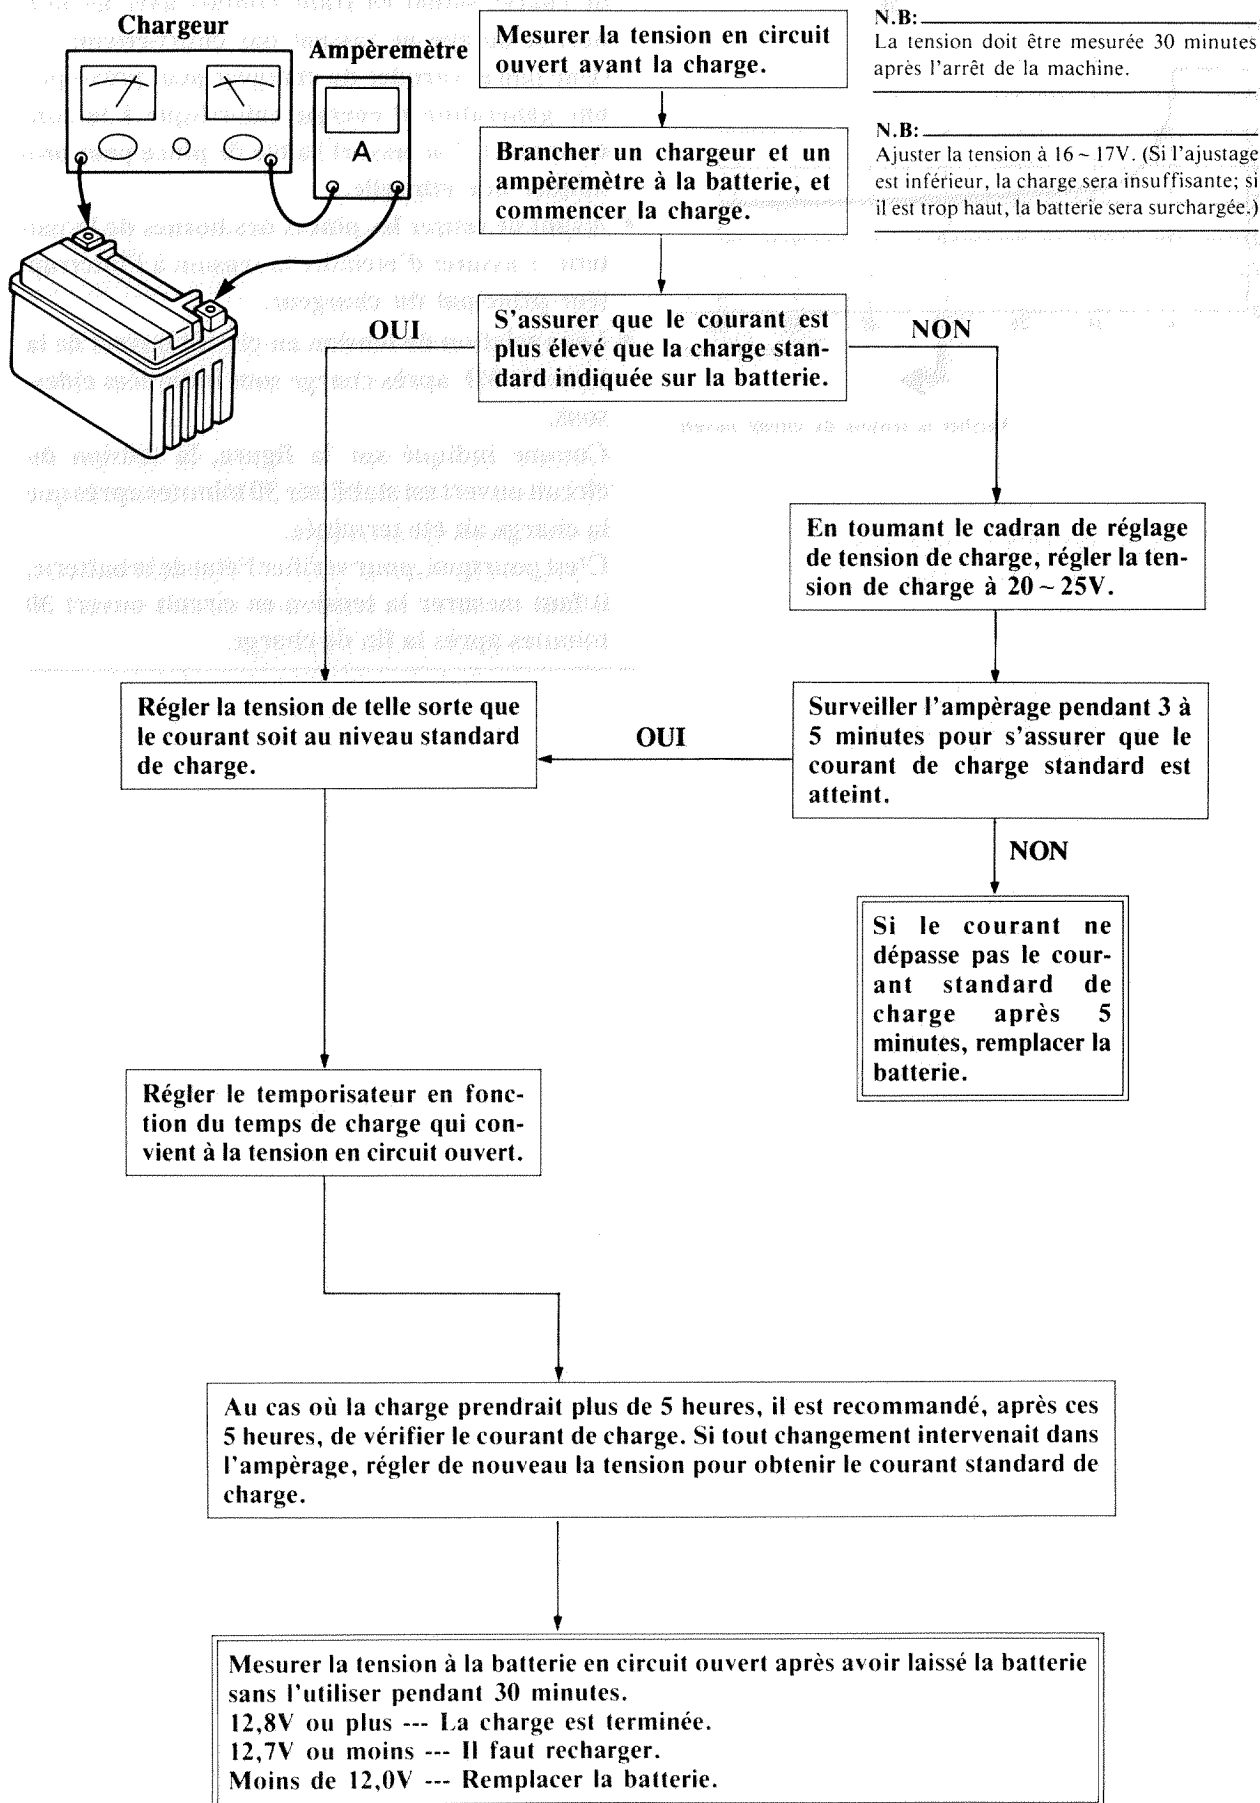 Chargeur
Ampèremètre
A
Mesurer la tension en circuit
ouvert avant la charge.
N.B:
La tension doit être mesurée 30 minutes
après l'arrêt de la machine.
Brancher un chargeur et un
ampèremètre à la batterie, et
commencer la charge.
N.B:
Ajuster la tension à 16 ~ 17V. (Si l'ajustage
est inférieur, la charge sera insuffisante; si
il est trop haut, la batterie sera surchargée.)
OUI
S'assurer que le courant est
plus élevé que la charge stan-
dard indiquée sur la batterie.
NON
En toumant le cadran de réglage
de tension de charge, régler la ten-
sion de charge à 20 ~ 25V.
Régler la tension de telle sorte que
le courant soit au niveau standard
de charge.
OUI
Surveiller l'ampèrage pendant 3 à
5 minutes pour s'assurer que le
courant de charge standard est
atteint.
NON
Si le courant ne
dépasse pas le cour-
ant standard de
charge après 5
minutes, remplacer la
batterie.
Régler le temporisateur en fonc-
tion du temps de charge qui con-
vient à la tension en circuit ouvert.
Au cas où la charge prendrait plus de 5 heures, il est recommandé, après ces
5 heures, de vérifier le courant de charge. Si tout changement intervenait dans
l'ampèrage, régler de nouveau la tension pour obtenir le courant standard de
charge.
Mesurer la tension à la batterie en circuit ouvert après avoir laissé la batterie
sans l'utiliser pendant 30 minutes.
12,8V ou plus --- La charge est terminée.
12,7V ou moins --- Il faut recharger.
Moins de 12,0V --- Remplacer la batterie.